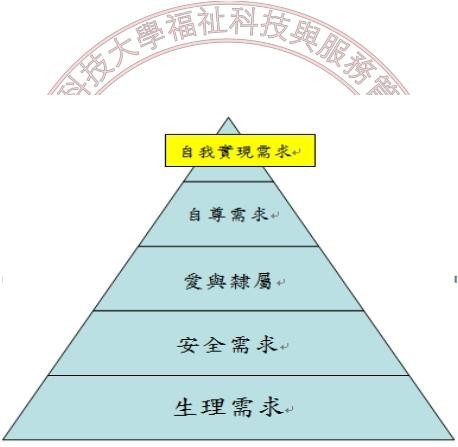 科技大學福祉科技與服務管
自我實現需求
自尊需求
愛與隸屬
安全需求
生理需求